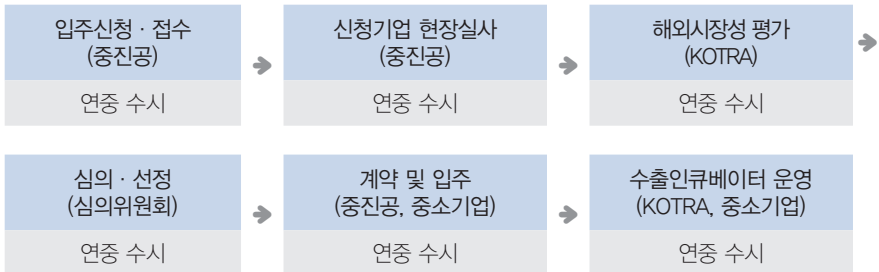 입주신청 · 접수
(중진공)
연중 수시
신청기업 현장실사
(중진공)
연중 수시
해외시장성 평가
(KOTRA)
연중 수시
심의 · 선정
(심의위원회)
연중 수시
계약 및 입주
(중진공, 중소기업)
연중 수시
수출인큐베이터 운영
(KOTRA, 중소기업)
연중 수시